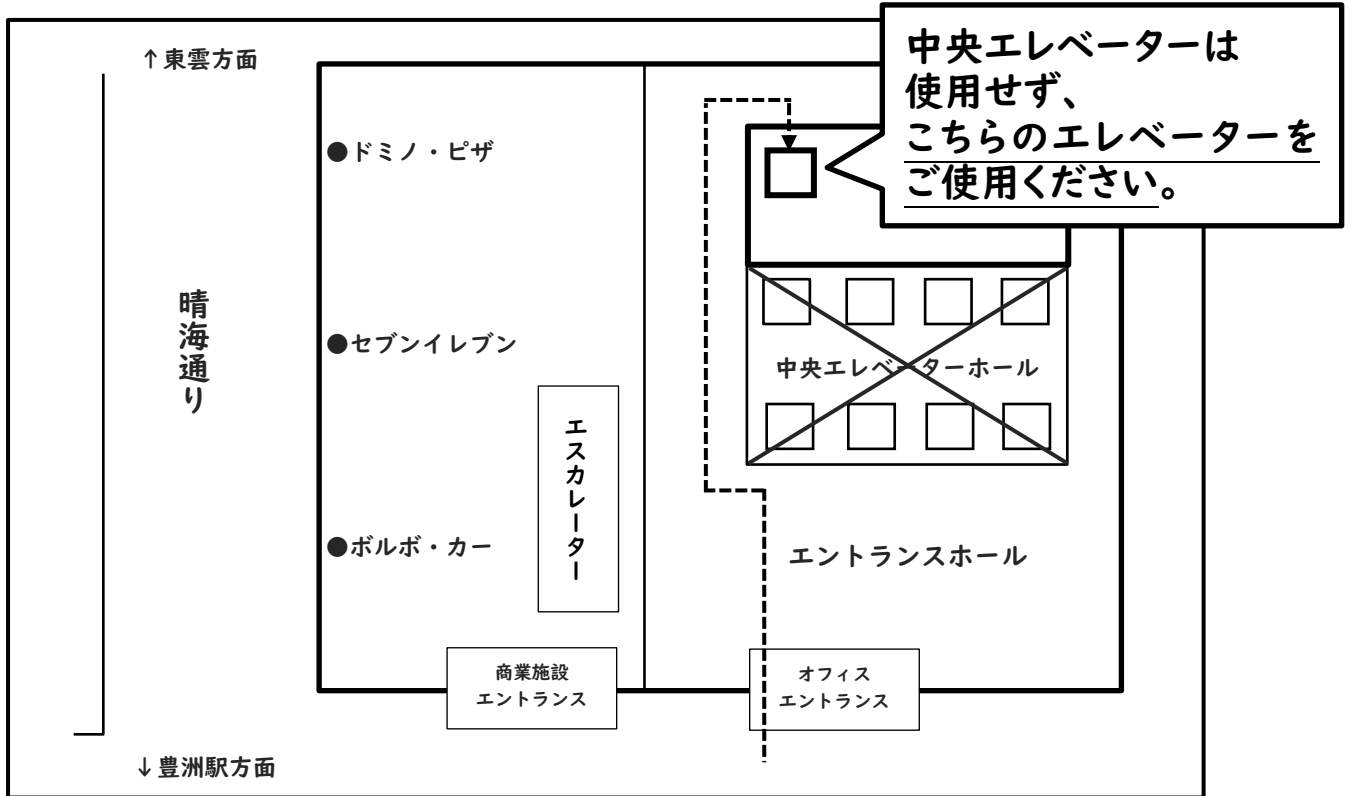 ↑東雲方面
中央エレベーターは
使用せず、
こちらのエレベーターを
ご使用ください。
●ドミノ・ピザ
晴海通り
●セブンイレブン
中央エレベーターホール
エスカレーター
●ボルボ・カー
エントランスホール
商業施設
エントランス
オフィス
エントランス
↓豊洲駅方面